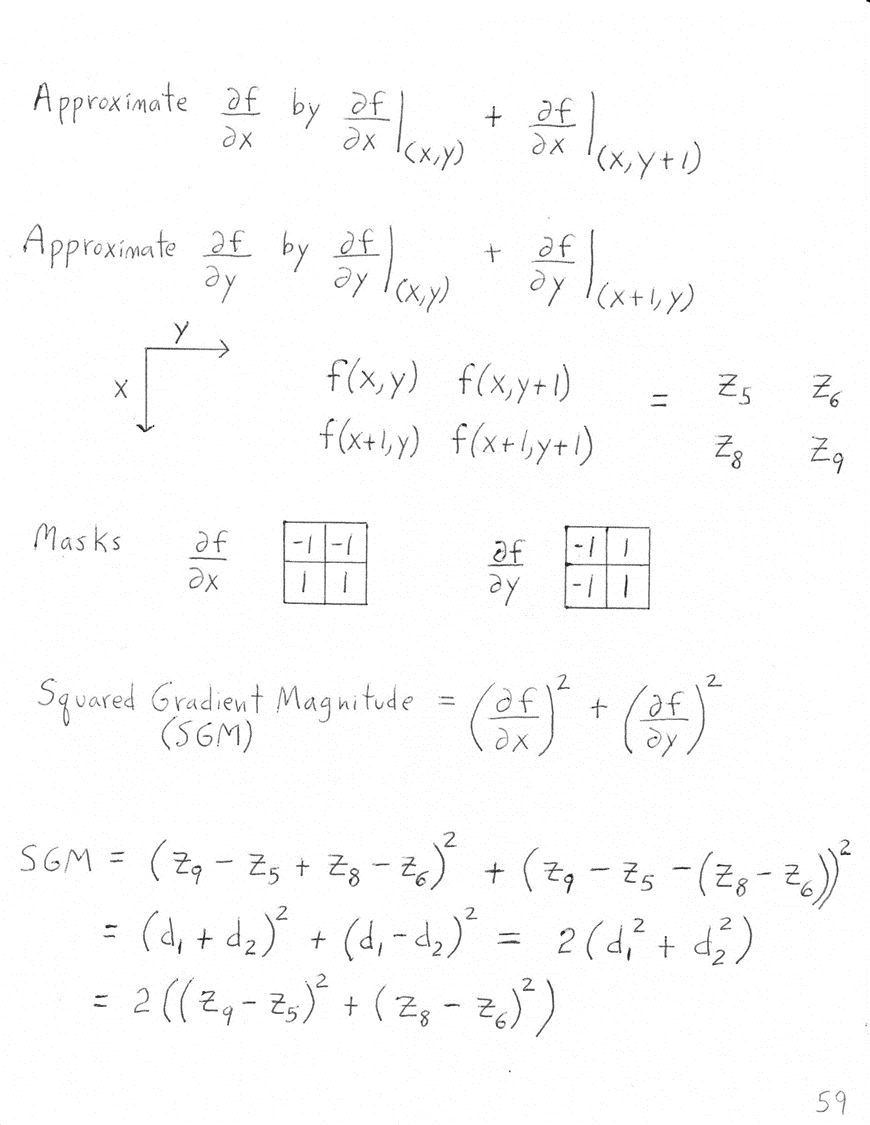 Approximate ∂f/∂x by ∂f/∂x|(x,y) + ∂f/∂x|(x,y+1)
Approximate ∂f/∂y by ∂f/∂y|(x,y) + ∂f/∂y|(x+1,y)
y
x
f(x,y) f(x,y+1) = z₅ z₆
f(x+1,y) f(x+1,y+1) z₈ z₉
Masks ∂f/∂x -1 -1 ∂f/∂y -1 1
1 1 -1 1
Squared Gradient Magnitude = (∂f/∂x)² + (∂f/∂y)²
(SGM)
SGM = (z₉ - z₅ + z₈ - z₆)² + (z₉ - z₅ - (z₈ - z₆))²
= (d₁ + d₂)² + (d₁ - d₂)² = 2(d₁² + d₂²)
= 2((z₉ - z₅)² + (z₈ - z₆)²)
59